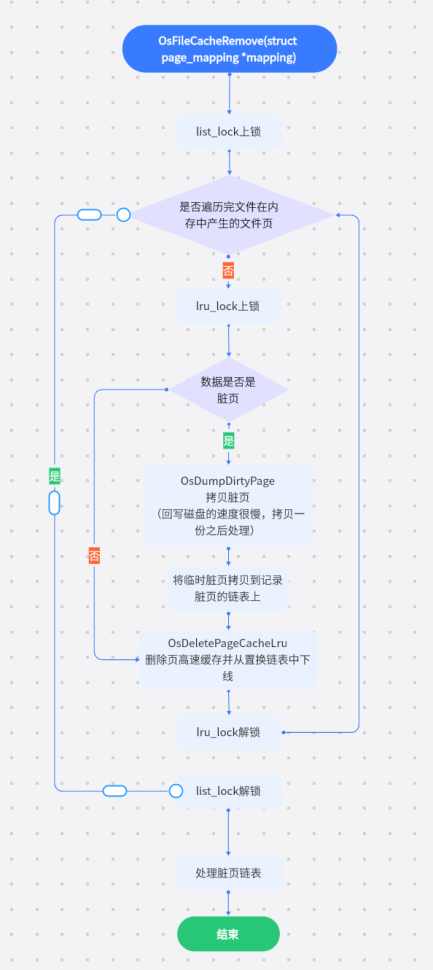 OsFileCacheRemove(struct
page_mapping *mapping)
list_lock上锁
是否遍历完文件在内
存中产生的文件页
否
lru_lock上锁
数据是否是
脏页
是
OsDumpDirtyPage
拷贝脏页
（回写磁盘的速度很慢，拷贝一
份之后处理）
是
否
将临时脏页拷贝到记录
脏页的链表上
OsDeletePageCacheLru
删除页高速缓存并从置换链表中下
线
lru_lock解锁
list_lock解锁
处理脏页链表
结束